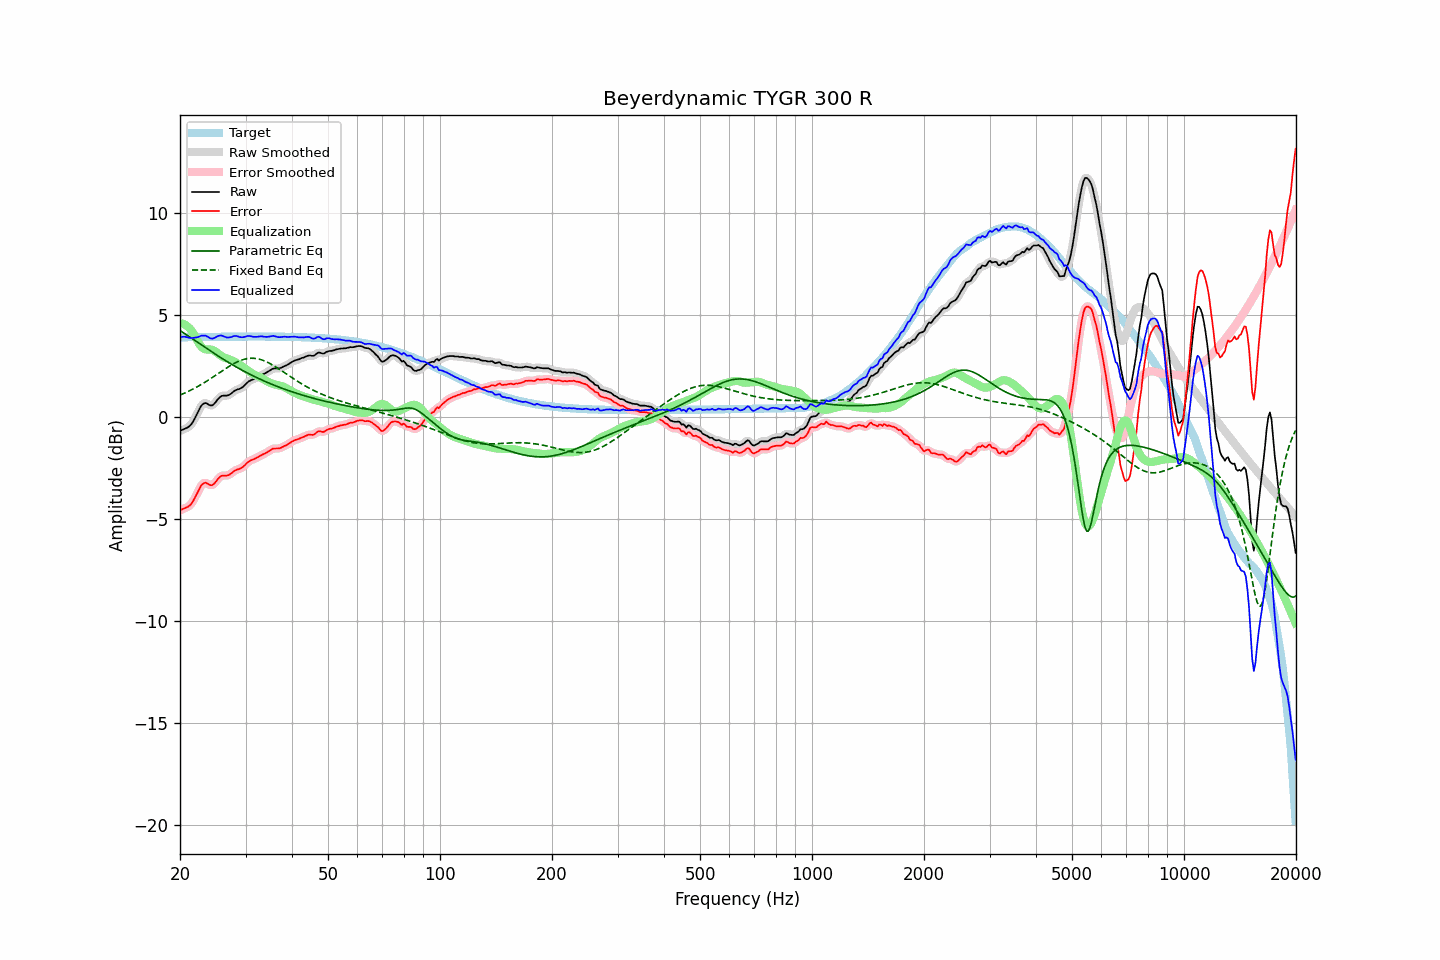 Beyerdynamic TYGR 300 R
Target
Raw Smoothed
Error Smoothed
Raw
Error
Equalization
Parametric Eq
Fixed Band Eq
Equalized
10
5
0
−5
−10
−15
−20
Amplitude (dBr)
20
50
100
200
500
1000
2000
5000
10000
20000
Frequency (Hz)